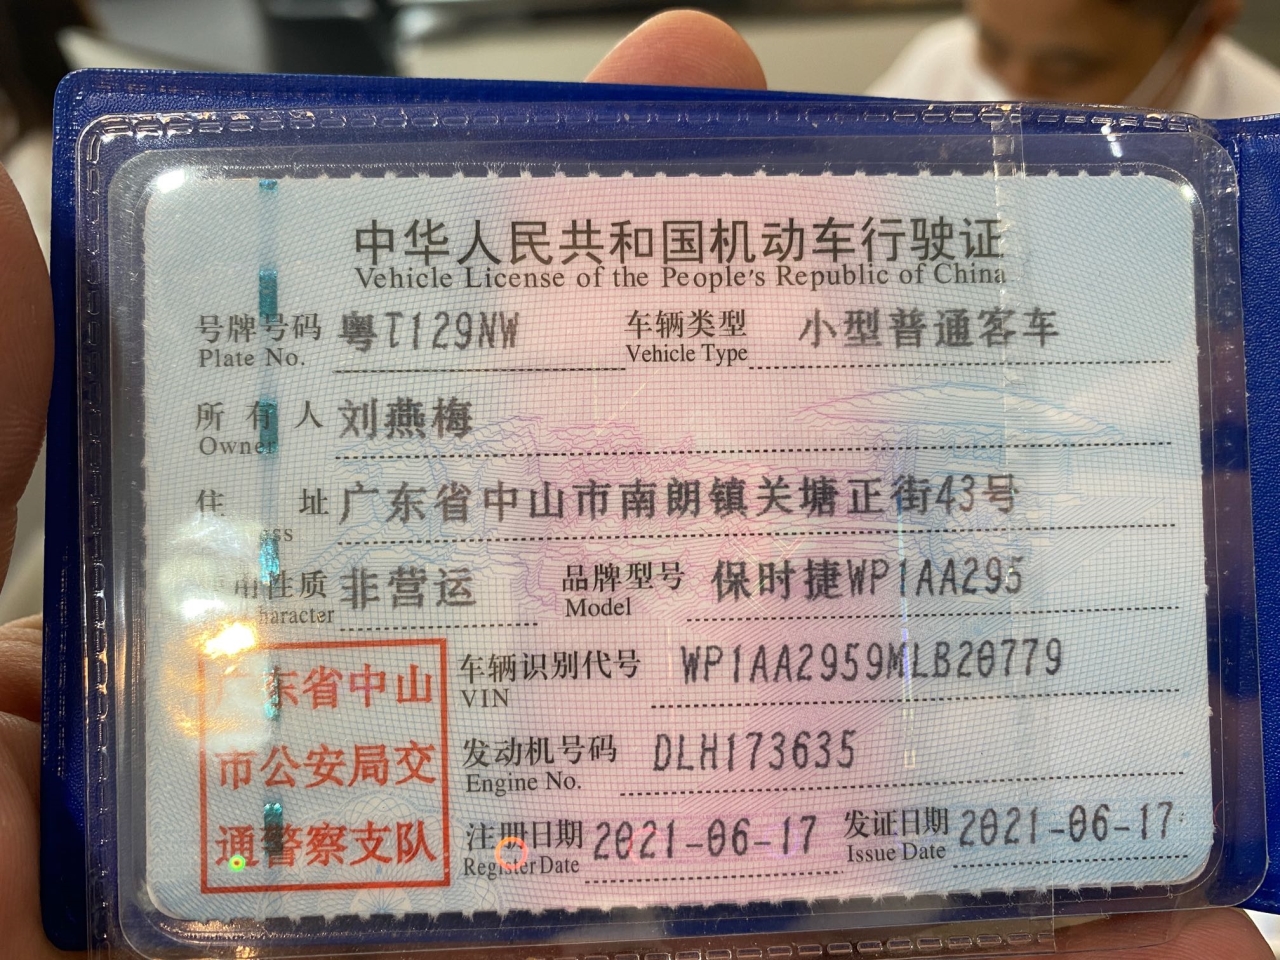 中华人民共和国机动车行驶证
Vehicle License of the People's Republic of China
号牌号码 粤T129NW 车辆类型 小型普通客车
Plate No. Vehicle Type
所有人 刘燕梅
Owner
住址 广东省中山市南朗镇关塘正街43号
ess
用性质 非营运 品牌型号 保时捷WP1AA295
haracter Model
车辆识别代号 WP1AA2959MLB20779
VIN
发动机号码 DLH173635
Engine No.
注册日期 2021-06-17 发证日期 2021-06-17
Register Date Issue Date
广东省中山
市公安局交
通警察支队